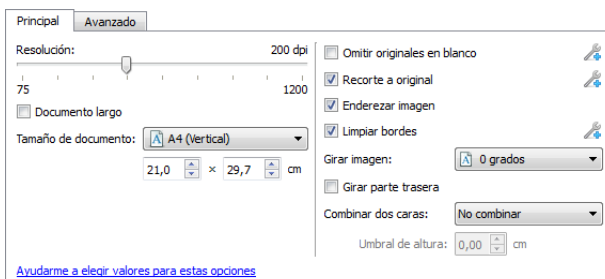 Principal Avanzado
Resolución: 200 dpi
75 1200
Documento largo
Tamaño de documento: A4 (Vertical)
21,0 × 29,7 cm
Ayudarme a elegir valores para estas opciones
Omitir originales en blanco
Recorte a original
Enderezar imagen
Limpiar bordes
Girar imagen: 0 grados
Girar parte trasera
Combinar dos caras: No combinar
Umbral de altura: 0,00 cm